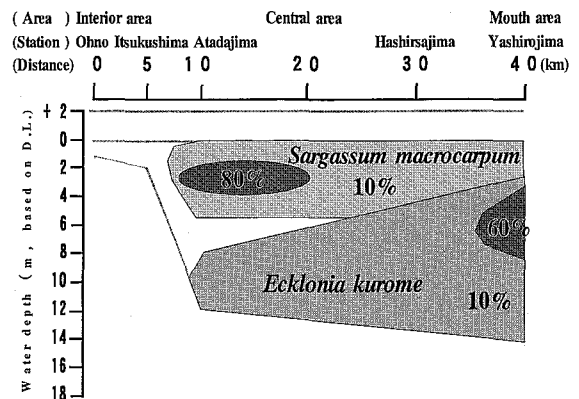 ( Area ) Interior area Central area Mouth area
(Station) Ohno Itsukushima Atadajima Hashirsajima Yashirojima
(Distance) 0 5 10 20 30 40 (km)
+ 2
0
2
4
6
8
10
12
14
16
18
Water depth ( m , based on D.L.)
Sargassum macrocarpum
80%
10%
60%
Ecklonia kurome
10%